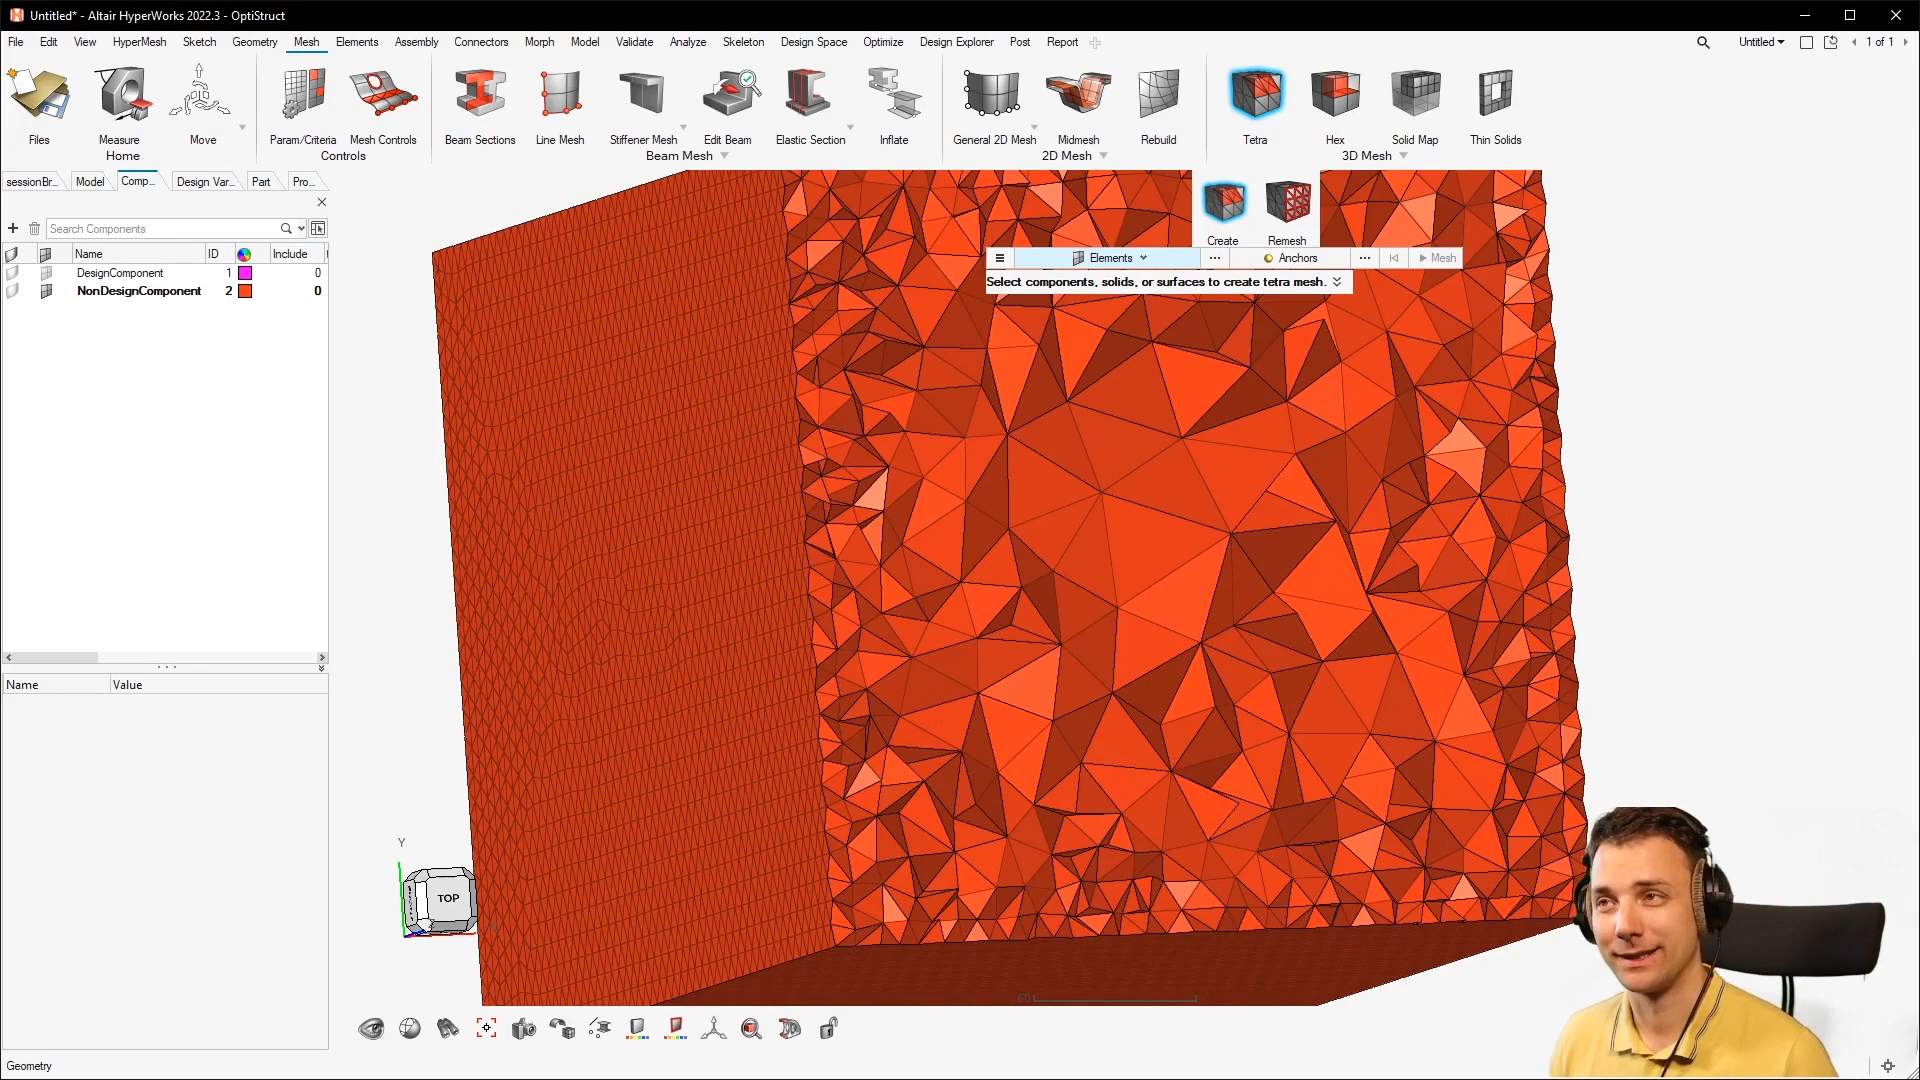 Untitled* - Altair HyperWorks 2022.3 - OptiStruct
File Edit View HyperMesh Sketch Geometry Mesh Elements Assembly Connectors Morph Model Validate Analyze Skeleton Design Space Optimize Design Explorer Post Report Untitled 1 of 1
Files Measure Move Param/Criteria Mesh Controls Beam Sections Line Mesh Stiffener Mesh Edit Beam Elastic Section Inflate General 2D Mesh Midmesh Rebuild Tetra Hex Solid Map Thin Solids
Home Controls Beam Mesh 2D Mesh 3D Mesh
sessionBr... Model Comp... Design Var... Part Pro...
Search Components
Name ID Include
DesignComponent 1 0
NonDesignComponent 2 0
Create Remesh
Elements ... Anchors ... Mesh
Select components, solids, or surfaces to create tetra mesh.
Name Value
Y
TOP
60
Geometry